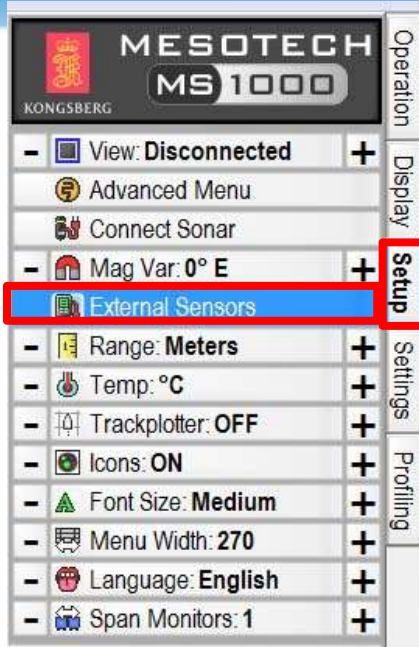 MESOTECH
MS 1000
KONGSBERG
- View: Disconnected +
Advanced Menu
Connect Sonar
- Mag Var: 0° E +
External Sensors
- Range: Meters +
- Temp: °C +
- Trackplotter: OFF +
- Icons: ON +
- Font Size: Medium +
- Menu Width: 270 +
- Language: English +
- Span Monitors: 1 +
Operation
Display
Setup
Settings
Profiling